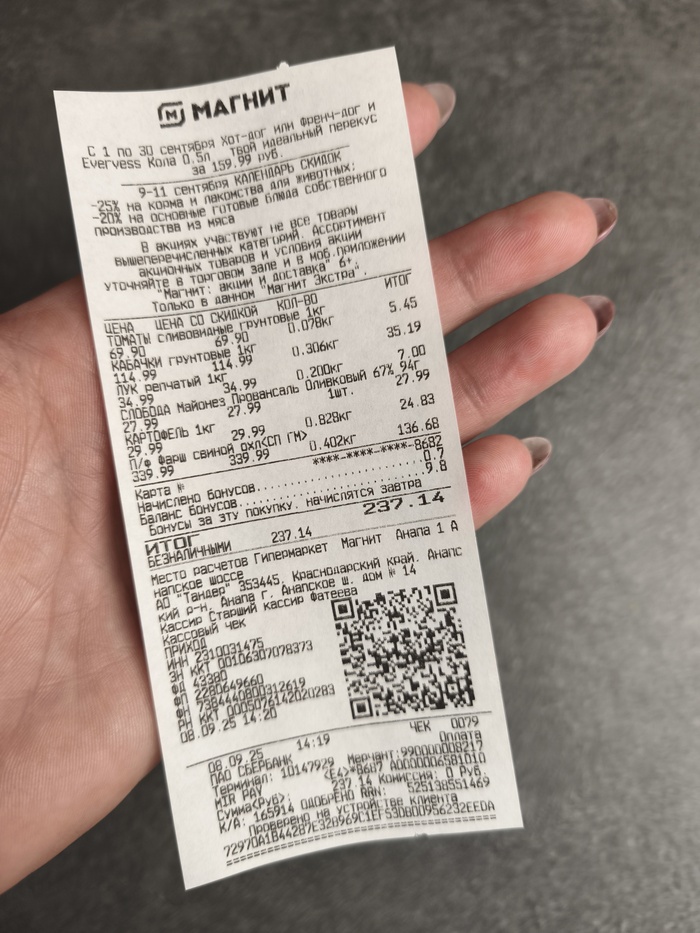 МАГНИТ
С 1 по 30 сентября Хот-дог или Френч-дог и
Evervess Кола 0.5л Твой идеальный перекус
за 159.99 руб.
9-11 сентября КАЛЕНДАРЬ СКИДОК
-25% на корма и лакомства для животных:
-20% на основные готовые блюда собственного
производства из мяса
В акциях участвуют не все товары
вышеперечисленных категорий. Ассортимент
акционных товаров и условия акции
уточняйте в торговом зале и в моб.приложении
"Магнит: акции и доставка" 6+.
Только в данном "Магнит Экстра".
ЦЕНА ЦЕНА СО СКИДКОЙ КОЛ-ВО ИТОГ
ТОМАТЫ сливовидные грунтовые 1кг
69.90 69.90 0.078кг 5.45
КАБАЧКИ грунтовые 1кг
114.99 114.99 0.306кг 35.19
ЛУК репчатый 1кг
34.99 34.99 0.200кг 7.00
СЛОБОДА Майонез Провансаль Оливковый 67% 94г
27.99 27.99 1шт. 27.99
КАРТОФЕЛЬ 1кг
29.99 29.99 0.828кг 24.83
П/Ф Фарш свиной охл(СП ГМ)
339.99 339.99 0.402кг 136.68
Карта № ****-****-****-8682
Начислено бонусов 0.7
Баланс бонусов 9.8
Бонусы за эту покупку, начислятся завтра
ИТОГ 237.14
БЕЗНАЛИЧНЫМИ 237.14
Место расчетов Гипермаркет Магнит Анапа 1 А
напское шоссе
АО "Тандер" 353445, Краснодарский край, Анапс
кий р-н, Анапа г, Анапское ш, дом № 14
Кассир Старший кассир Фатеева
Кассовый чек
ПРИХОД
ИНН 2310031475
ЗН ККТ 00106307078373
ФД 43380
ФП 2280649660
ФН 7384440800312619
РН ККТ 0005076142020283
08.09.25 14:20
ЧЕК 0079
08.09.25 14:19 Оплата
ПАО СБЕРБАНК Мерчант:990000008217
Терминал: 10147929 A0000006581010
MIR PAY <E4>*8687
Сумма(Руб): 237.14 Комиссия: 0 Руб.
К/А: 165914 ОДОБРЕНО RRN: 525138551469
Проверено на устройстве клиента
72970A1B442B7E32B969C1EF530B00956232EEDA